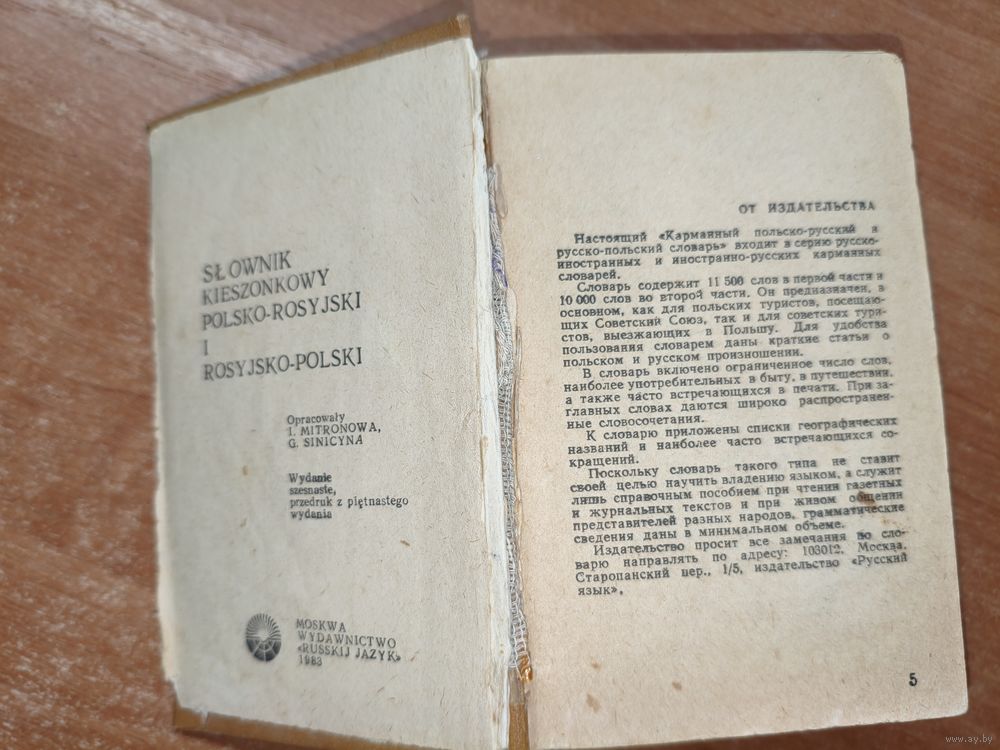 SŁOWNIK
KIESZONKOWY
POLSKO-ROSYJSKI
I
ROSYJSKO-POLSKI
Opracowały
I. MITRONOWA,
G. SINICYNA
Wydanie
szesnaste,
przedruk z piętnastego
wydania
MOSKWA
WYDAWNICTWO
«RUSSKIJ JAZYK»
1983
ОТ ИЗДАТЕЛЬСТВА
Настоящий «Карманный польско-русский и
русско-польский словарь» входит в серию русско-
иностранных и иностранно-русских карманных
словарей.
Словарь содержит 11 500 слов в первой части и
10 000 слов во второй части. Он предназначен, в
основном, как для польских туристов, посещаю-
щих Советский Союз, так и для советских тури-
стов, выезжающих в Польшу. Для удобства
пользования словарем даны краткие статьи о
польском и русском произношении.
В словарь включено ограниченное число слов,
наиболее употребительных в быту, в путешествии,
а также часто встречающихся в печати. При за-
главных словах даются широко распространен-
ные словосочетания.
К словарю приложены списки географических
названий и наиболее часто встречающихся со-
кращений.
Поскольку словарь такого типа не ставит
своей целью научить владению языком, а служит
лишь справочным пособием при чтении газетных
и журнальных текстов и при живом общении
представителей разных народов, грамматические
сведения даны в минимальном объеме.
Издательство просит все замечания по сло-
варю направлять по адресу: 103012, Москва,
Старопанский пер., 1/5, издательство «Русский
язык».
5
www.ay.by